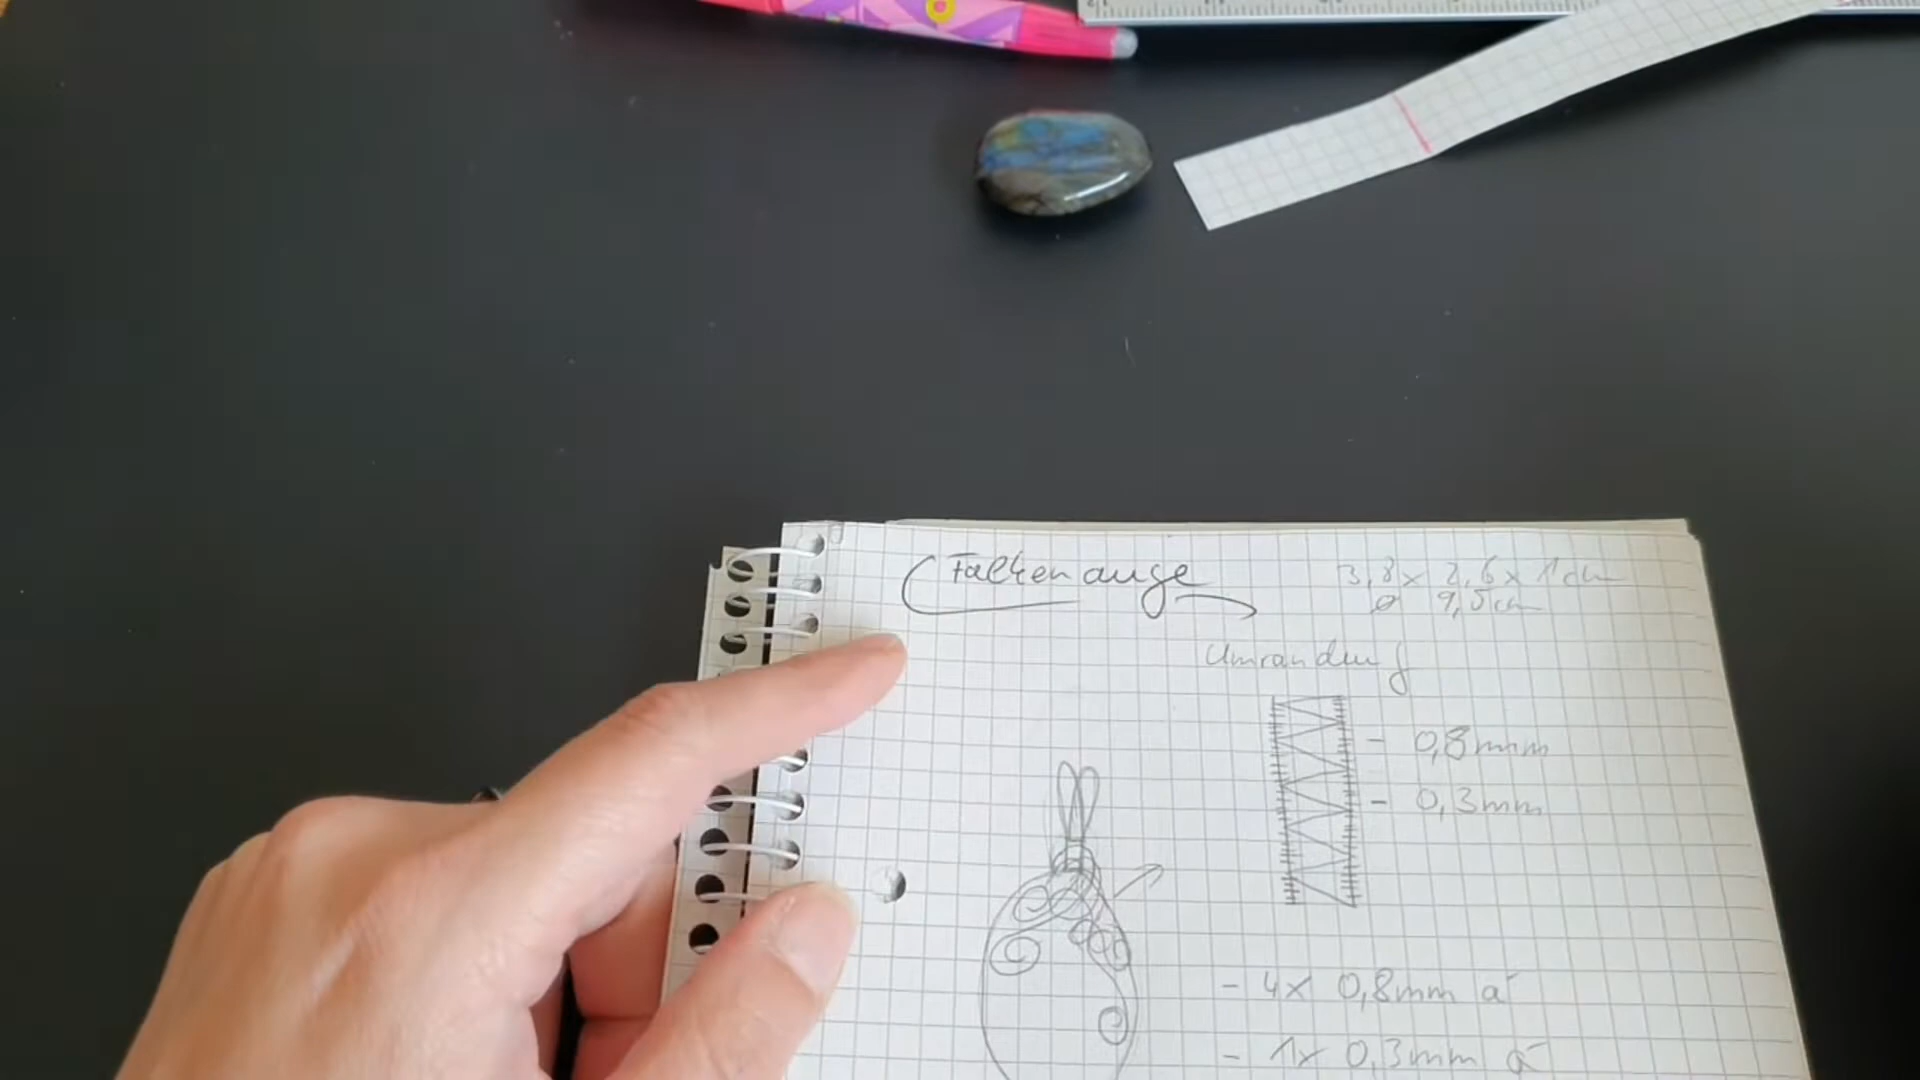 Falkenauge
3,8 x 2,6 x 1cm
ø 9,5cm
Umrandung
- 0,8mm
- 0,3mm
- 4x 0,8mm á
- 1x 0,3mm á